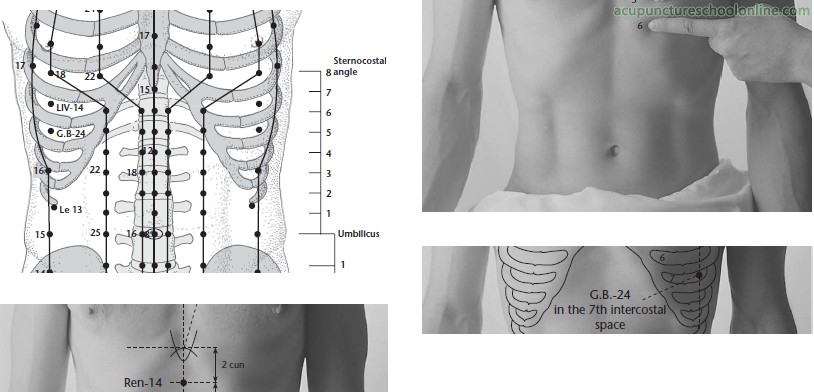 17
Sternocostal
8 angle
17
18
22
15
7
LIV-14
6
G.B-24
5
12
4
16
22
18
3
2
Le 13
1
15
25
16
8
Umbilicus
1
acupunctureschoolonline.com
6
6
G.B.-24
in the 7th intercostal
space
2 cun
Ren-14